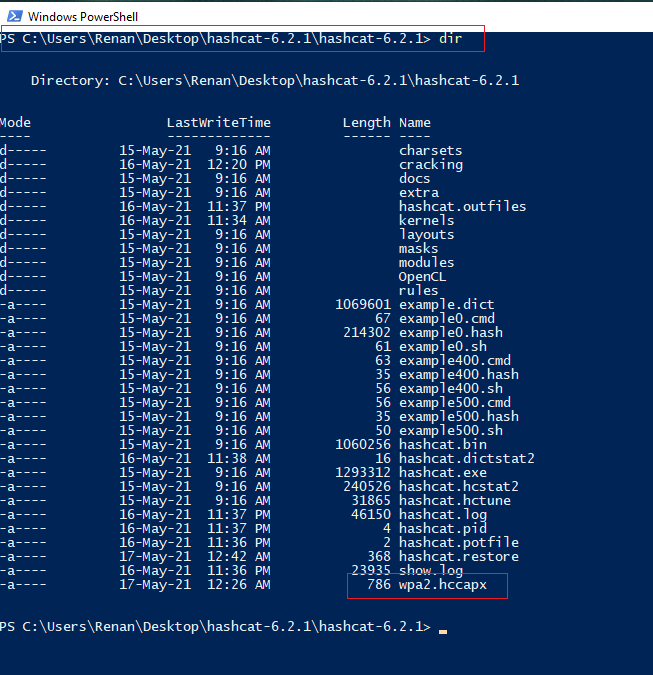 Windows PowerShell
PS C:\Users\Renan\Desktop\hashcat-6.2.1\hashcat-6.2.1> dir
Directory: C:\Users\Renan\Desktop\hashcat-6.2.1\hashcat-6.2.1
Mode LastWriteTime Length Name
---- ------------- ------ ----
d----- 15-May-21 9:16 AM charsets
d----- 16-May-21 12:20 PM cracking
d----- 15-May-21 9:16 AM docs
d----- 15-May-21 9:16 AM extra
d----- 16-May-21 11:37 PM hashcat.outfiles
d----- 16-May-21 11:34 AM kernels
d----- 15-May-21 9:16 AM layouts
d----- 15-May-21 9:16 AM masks
d----- 15-May-21 9:16 AM modules
d----- 15-May-21 9:16 AM OpenCL
d----- 15-May-21 9:16 AM rules
-a---- 15-May-21 9:16 AM 1069601 example.dict
-a---- 15-May-21 9:16 AM 67 example0.cmd
-a---- 15-May-21 9:16 AM 214302 example0.hash
-a---- 15-May-21 9:16 AM 61 example0.sh
-a---- 15-May-21 9:16 AM 63 example400.cmd
-a---- 15-May-21 9:16 AM 35 example400.hash
-a---- 15-May-21 9:16 AM 56 example400.sh
-a---- 15-May-21 9:16 AM 56 example500.cmd
-a---- 15-May-21 9:16 AM 35 example500.hash
-a---- 15-May-21 9:16 AM 50 example500.sh
-a---- 15-May-21 9:16 AM 1060256 hashcat.bin
-a---- 16-May-21 11:38 AM 16 hashcat.dictstat2
-a---- 15-May-21 9:16 AM 1293312 hashcat.exe
-a---- 15-May-21 9:16 AM 240526 hashcat.hcstat2
-a---- 15-May-21 9:16 AM 31865 hashcat.hctune
-a---- 16-May-21 11:37 PM 46150 hashcat.log
-a---- 16-May-21 11:37 PM 4 hashcat.pid
-a---- 16-May-21 11:36 PM 2 hashcat.potfile
-a---- 17-May-21 12:42 AM 368 hashcat.restore
-a---- 16-May-21 11:36 PM 23935 show.log
-a---- 17-May-21 12:26 AM 786 wpa2.hccapx
PS C:\Users\Renan\Desktop\hashcat-6.2.1\hashcat-6.2.1>